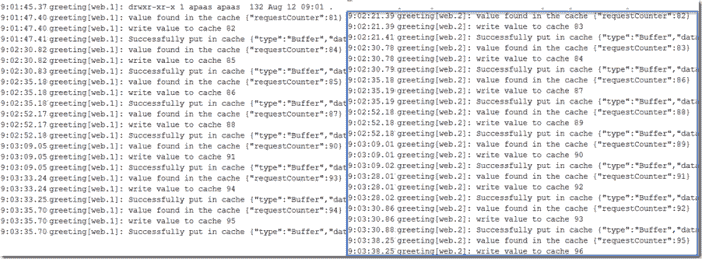 9:01:45.37 greeting[web.1]: drwxr-xr-x 1 apaas apaas 132 Aug 12 09:01 .
9:01:47.40 greeting[web.1]: value found in the cache {"requestCounter":81}
9:01:47.40 greeting[web.1]: write value to cache 82
9:01:47.41 greeting[web.1]: Successfully put in cache {"type":"Buffer","dat
9:02:30.82 greeting[web.1]: value found in the cache {"requestCounter":84}
9:02:30.82 greeting[web.1]: write value to cache 85
9:02:30.83 greeting[web.1]: Successfully put in cache {"type":"Buffer","dat
9:02:35.18 greeting[web.1]: value found in the cache {"requestCounter":85}
9:02:35.18 greeting[web.1]: write value to cache 86
9:02:35.18 greeting[web.1]: Successfully put in cache {"type":"Buffer","dat
9:02:52.17 greeting[web.1]: value found in the cache {"requestCounter":87}
9:02:52.17 greeting[web.1]: write value to cache 88
9:02:52.18 greeting[web.1]: Successfully put in cache {"type":"Buffer","dat
9:03:09.05 greeting[web.1]: value found in the cache {"requestCounter":90}
9:03:09.05 greeting[web.1]: write value to cache 91
9:03:09.05 greeting[web.1]: Successfully put in cache {"type":"Buffer","dat
9:03:33.24 greeting[web.1]: value found in the cache {"requestCounter":93}
9:03:33.24 greeting[web.1]: write value to cache 94
9:03:33.25 greeting[web.1]: Successfully put in cache {"type":"Buffer","dat
9:03:35.70 greeting[web.1]: value found in the cache {"requestCounter":94}
9:03:35.70 greeting[web.1]: write value to cache 95
9:03:35.70 greeting[web.1]: Successfully put in cache {"type":"Buffer","dat
9:02:21.39 greeting[web.2]: value found in the cache {"requestCounter":82}
9:02:21.39 greeting[web.2]: write value to cache 83
9:02:21.41 greeting[web.2]: Successfully put in cache {"type":"Buffer","data
9:02:30.78 greeting[web.2]: value found in the cache {"requestCounter":83}
9:02:30.78 greeting[web.2]: write value to cache 84
9:02:30.79 greeting[web.2]: Successfully put in cache {"type":"Buffer","data
9:02:35.18 greeting[web.2]: value found in the cache {"requestCounter":86}
9:02:35.19 greeting[web.2]: write value to cache 87
9:02:35.19 greeting[web.2]: Successfully put in cache {"type":"Buffer","data
9:02:52.18 greeting[web.2]: value found in the cache {"requestCounter":88}
9:02:52.18 greeting[web.2]: write value to cache 89
9:02:52.18 greeting[web.2]: Successfully put in cache {"type":"Buffer","data
9:03:09.01 greeting[web.2]: value found in the cache {"requestCounter":89}
9:03:09.01 greeting[web.2]: write value to cache 90
9:03:09.02 greeting[web.2]: Successfully put in cache {"type":"Buffer","data
9:03:28.01 greeting[web.2]: value found in the cache {"requestCounter":91}
9:03:28.01 greeting[web.2]: write value to cache 92
9:03:28.02 greeting[web.2]: Successfully put in cache {"type":"Buffer","data
9:03:30.86 greeting[web.2]: value found in the cache {"requestCounter":92}
9:03:30.86 greeting[web.2]: write value to cache 93
9:03:30.88 greeting[web.2]: Successfully put in cache {"type":"Buffer","data
9:03:38.25 greeting[web.2]: value found in the cache {"requestCounter":95}
9:03:38.25 greeting[web.2]: write value to cache 96